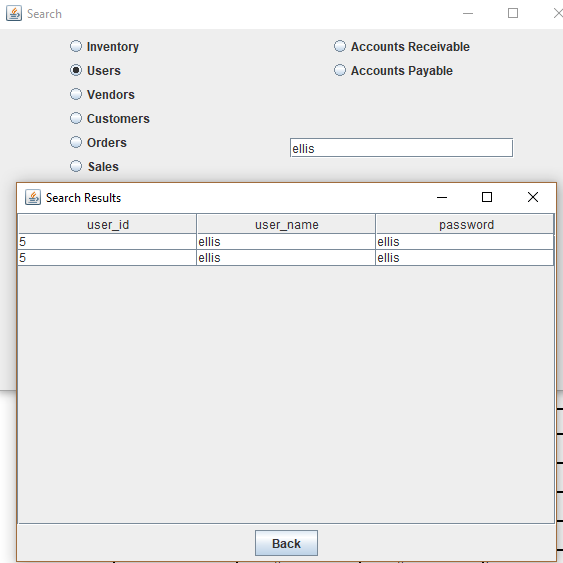 Search
Inventory Accounts Receivable
Users Accounts Payable
Vendors
Customers
Orders ellis
Sales
Search Results
user_id user_name password
5 ellis ellis
5 ellis ellis
Back